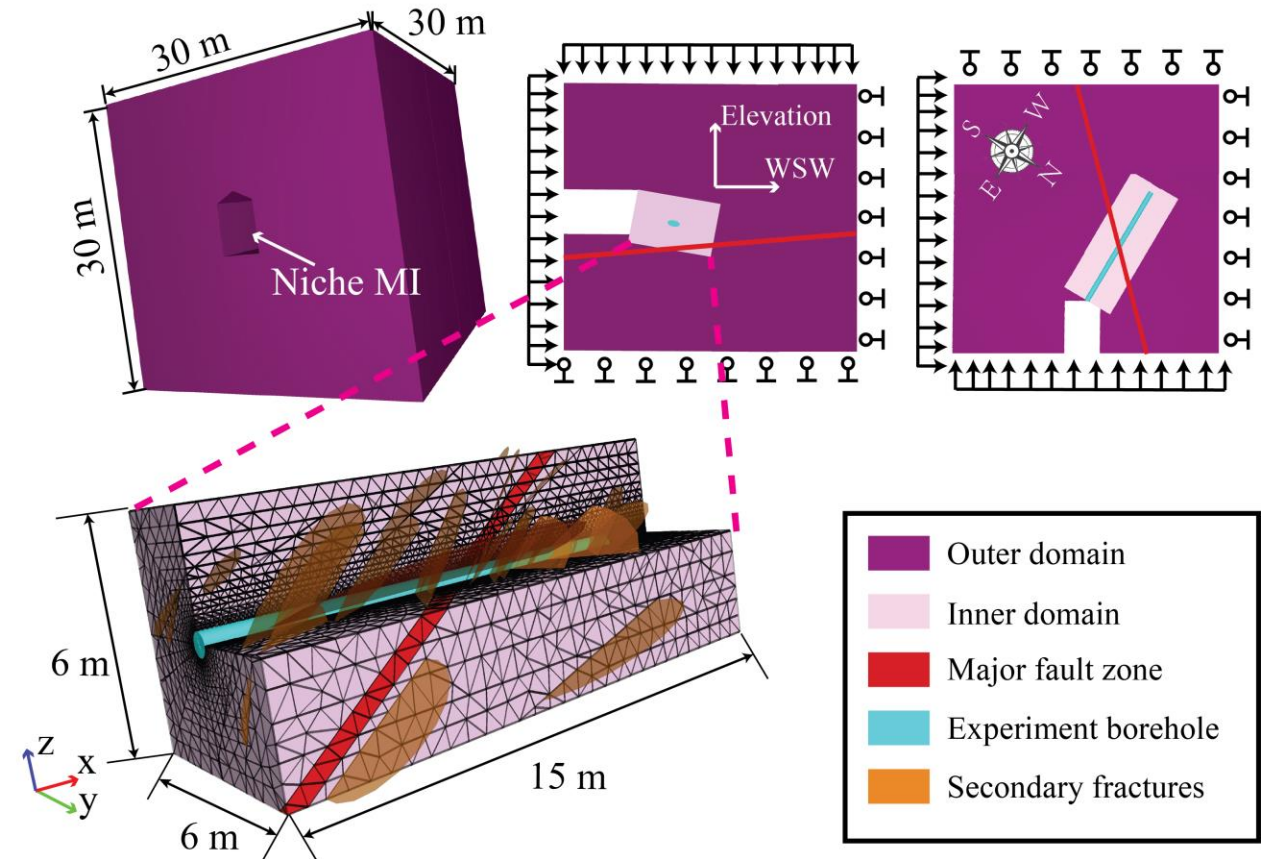 30 m
30 m
30 m
Niche MI
Elevation
WSW
S
W
E
N
6 m
6 m
15 m
z
x
y
Outer domain
Inner domain
Major fault zone
Experiment borehole
Secondary fractures